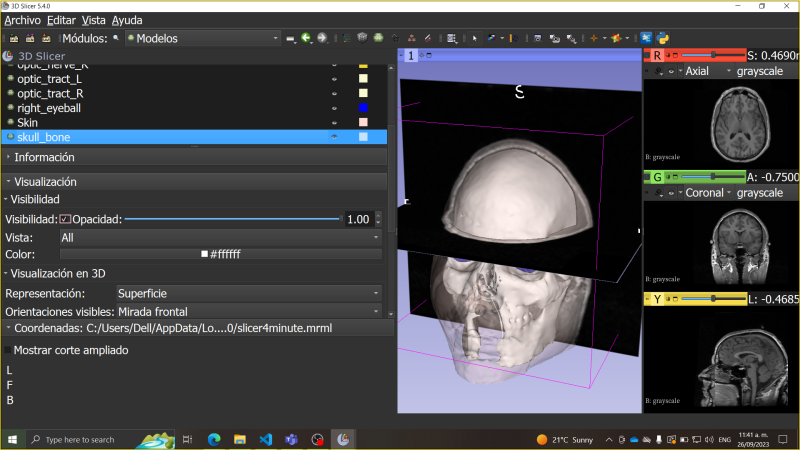 3D Slicer 5.4.0
Archivo Editar Vista Ayuda
Módulos: Modelos
3D Slicer
optic_nerve_R
optic_tract_L
optic_tract_R
right_eyeball
Skin
skull_bone
Información
Visualización
Visibilidad
Visibilidad: Opacidad: 1.00
Vista: All
Color: #ffffff
Visualización en 3D
Representación: Superficie
Orientaciones visibles: Mirada frontal
Coordenadas: C:/Users/Dell/AppData/Lo....0/slicer4minute.mrml
Mostrar corte ampliado
L
F
B
1
S
R S: 0.4690m
Axial grayscale
B: grayscale
G A: -0.7500
Coronal grayscale
B: grayscale
Y L: -0.4685
B: grayscale
Type here to search
21°C Sunny
ENG
11:41 a. m.
26/09/2023